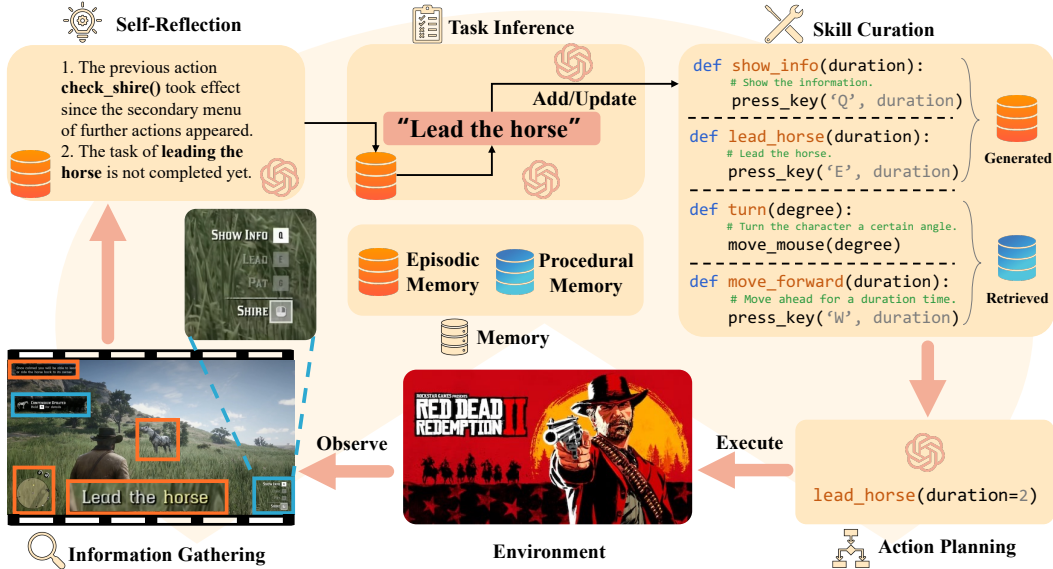 Self-Reflection
1. The previous action
check_shire() took effect
since the secondary menu
of further actions appeared.
2. The task of leading the
horse is not completed yet.
Task Inference
Add/Update
“Lead the horse”
Skill Curation
def show_info(duration):
# Show the information.
press_key(‘Q’, duration)
def lead_horse(duration):
# Lead the horse.
press_key(‘E’, duration)
Generated
def turn(degree):
# Turn the character a certain angle.
move_mouse(degree)
def move_forward(duration):
# Move ahead for a duration time.
press_key(‘W’, duration)
Retrieved
SHOW INFO Q
LEAD E
PAT
SHIRE
Episodic
Memory
Procedural
Memory
Memory
Lead the horse
Observe
ROCKSTAR GAMES PRESENTS
RED DEAD
REDEMPTION II
Execute
lead_horse(duration=2)
Information Gathering
Environment
Action Planning